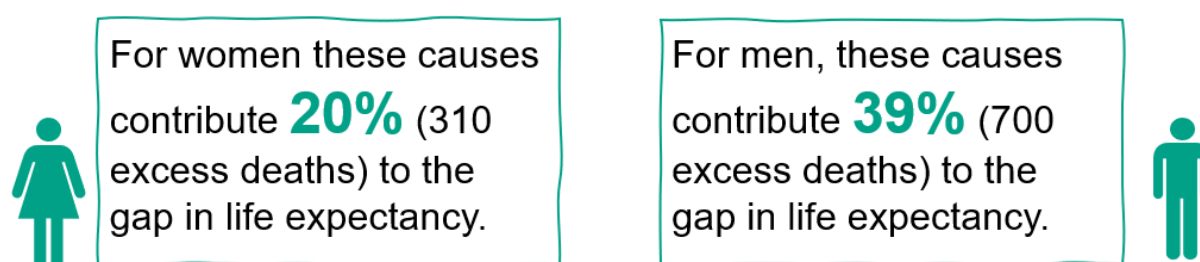 For women these causes
contribute 20% (310
excess deaths) to the
gap in life expectancy.
For men, these causes
contribute 39% (700
excess deaths) to the
gap in life expectancy.